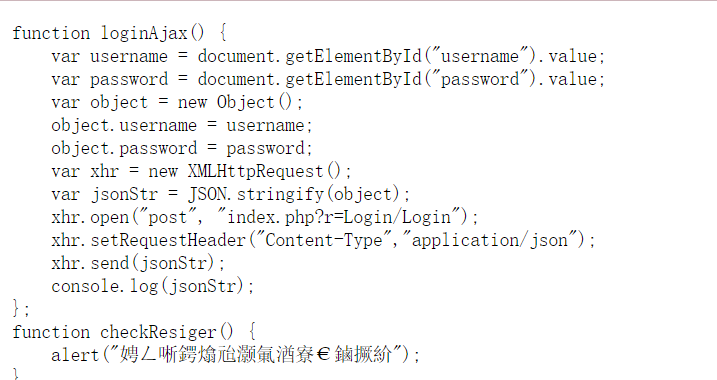 function loginAjax() {
    var username = document.getElementById("username").value;
    var password = document.getElementById("password").value;
    var object = new Object();
    object.username = username;
    object.password = password;
    var xhr = new XMLHttpRequest();
    var jsonStr = JSON.stringify(object);
    xhr.open("post", "index.php?r=Login/Login");
    xhr.setRequestHeader("Content-Type","application/json");
    xhr.send(jsonStr);
    console.log(jsonStr);
};
function checkResiger() {
    alert("娉ㄥ唽鍔熻兘灏氭湭寮€鏀撅紒");
}